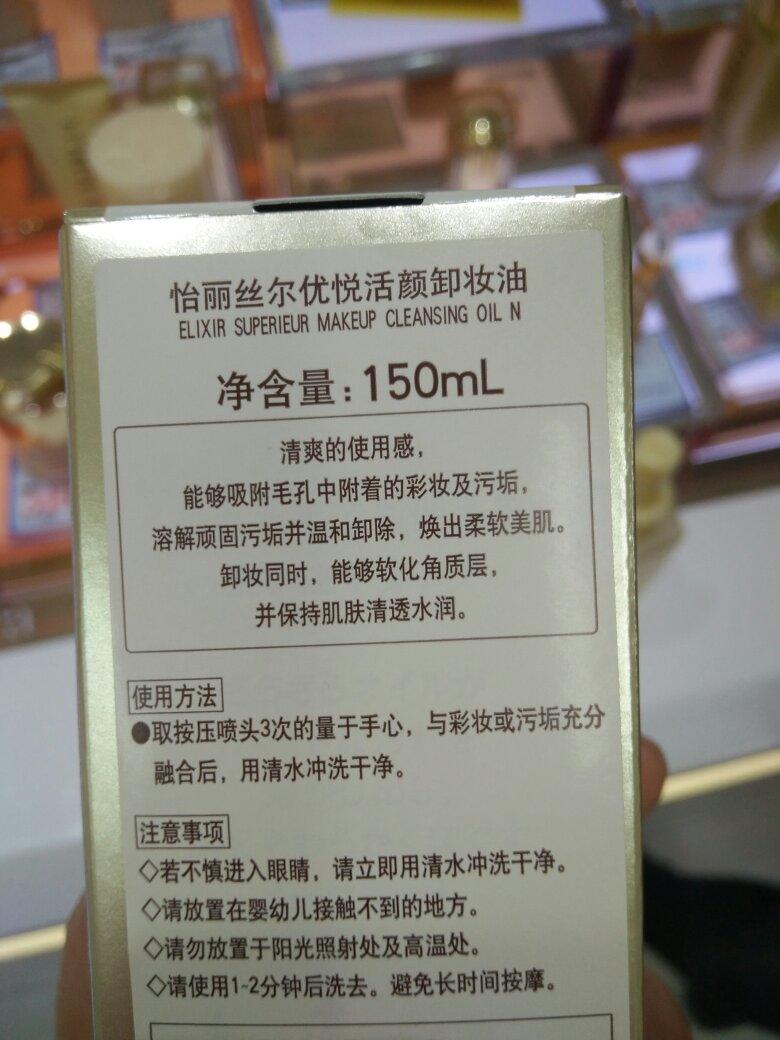 怡丽丝尔优悦活颜卸妆油
ELIXIR SUPERIEUR MAKEUP CLEANSING OIL N
净含量:150mL
清爽的使用感，
能够吸附毛孔中附着的彩妆及污垢，
溶解顽固污垢并温和卸除，焕出柔软美肌。
卸妆同时，能够软化角质层，
并保持肌肤清透水润。
使用方法
●取按压喷头3次的量于手心，与彩妆或污垢充分
融合后，用清水冲洗干净。
注意事项
◇若不慎进入眼睛，请立即用清水冲洗干净。
◇请放置在婴幼儿接触不到的地方。
◇请勿放置于阳光照射处及高温处。
◇请使用1~2分钟后洗去。避免长时间按摩。